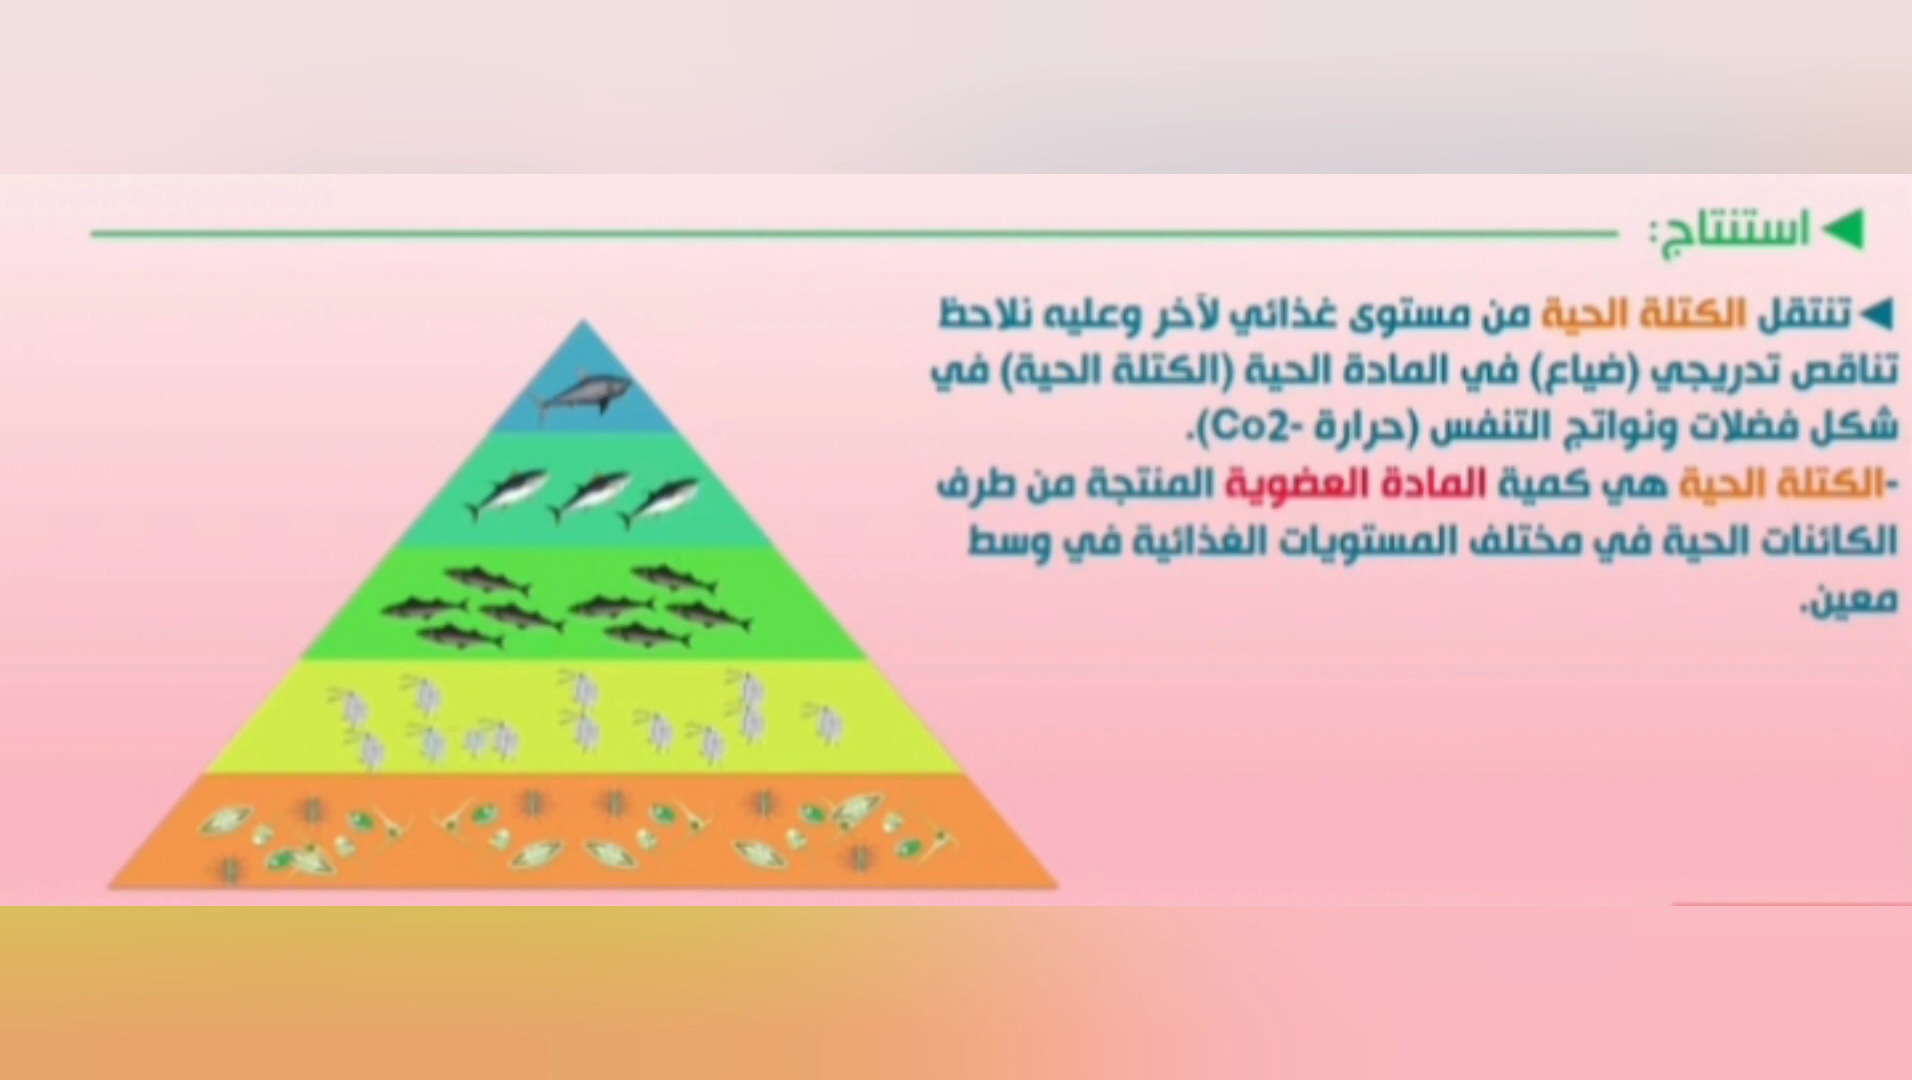 استنتاج:
تنتقل الكتلة الحية من مستوى غذائي لآخر وعليه نلاحظ
تناقص تدريجي (ضياع) في المادة الحية (الكتلة الحية) في
شكل فضلات ونواتج التنفس (حرارة -Co2).
-الكتلة الحية هي كمية المادة العضوية المنتجة من طرف
الكائنات الحية في مختلف المستويات الغذائية في وسط
معين.